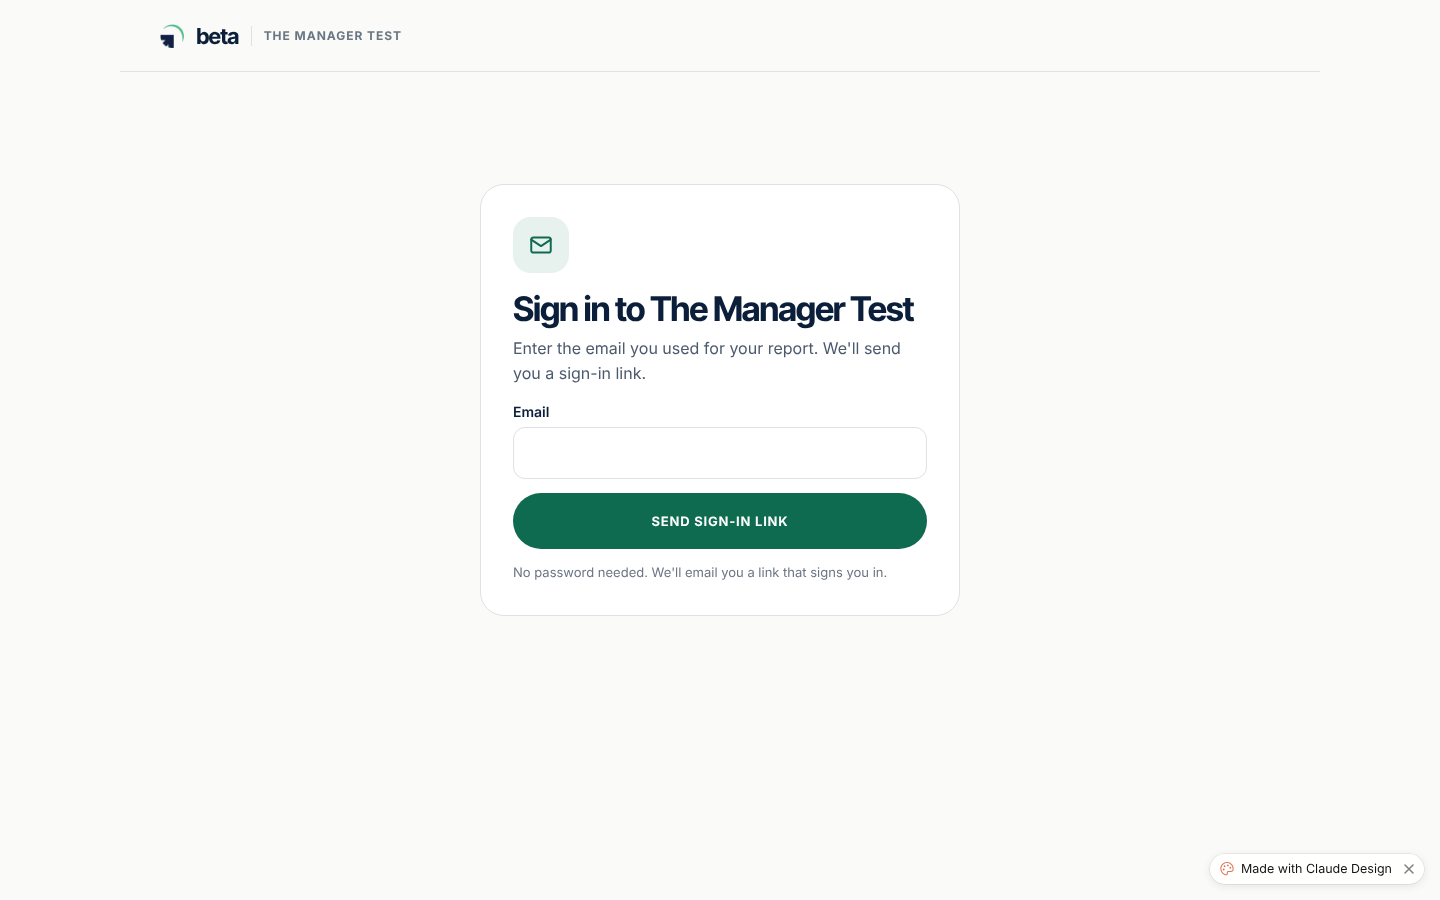 beta
THE MANAGER TEST
Sign in to The Manager Test
Enter the email you used for your report. We'll send
you a sign-in link.
Email
SEND SIGN-IN LINK
No password needed. We'll email you a link that signs you in.
Made with Claude Design